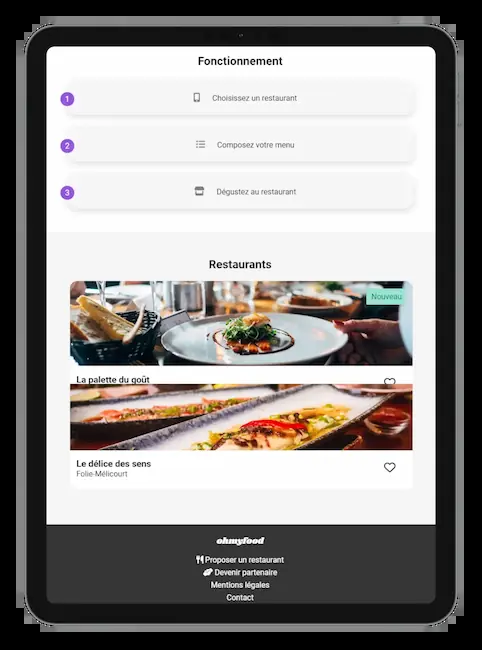 Fonctionnement
1 Choisissez un restaurant
2 Composez votre menu
3 Dégustez au restaurant
Restaurants
Nouveau
La palette du goût
Le délice des sens
Folie-Mélicourt
ohmyfood
Proposer un restaurant
Devenir partenaire
Mentions légales
Contact